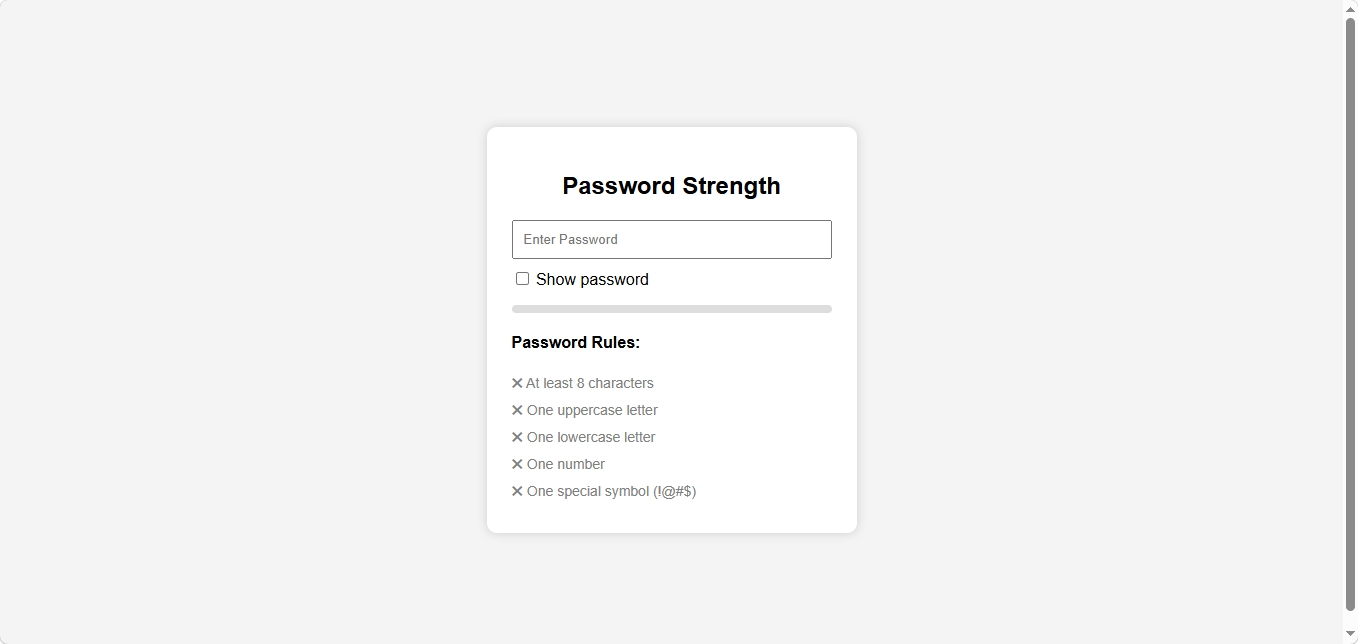 Password Strength
Enter Password
Show password
Password Rules:
✕ At least 8 characters
✕ One uppercase letter
✕ One lowercase letter
✕ One number
✕ One special symbol (!@#$)